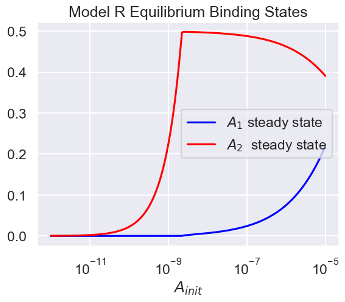 Model R Equilibrium Binding States
0.5
0.4
0.3
0.2
0.1
0.0
A₁ steady state
A₂ steady state
10⁻¹¹ 10⁻⁹ 10⁻⁷ 10⁻⁵
A_init